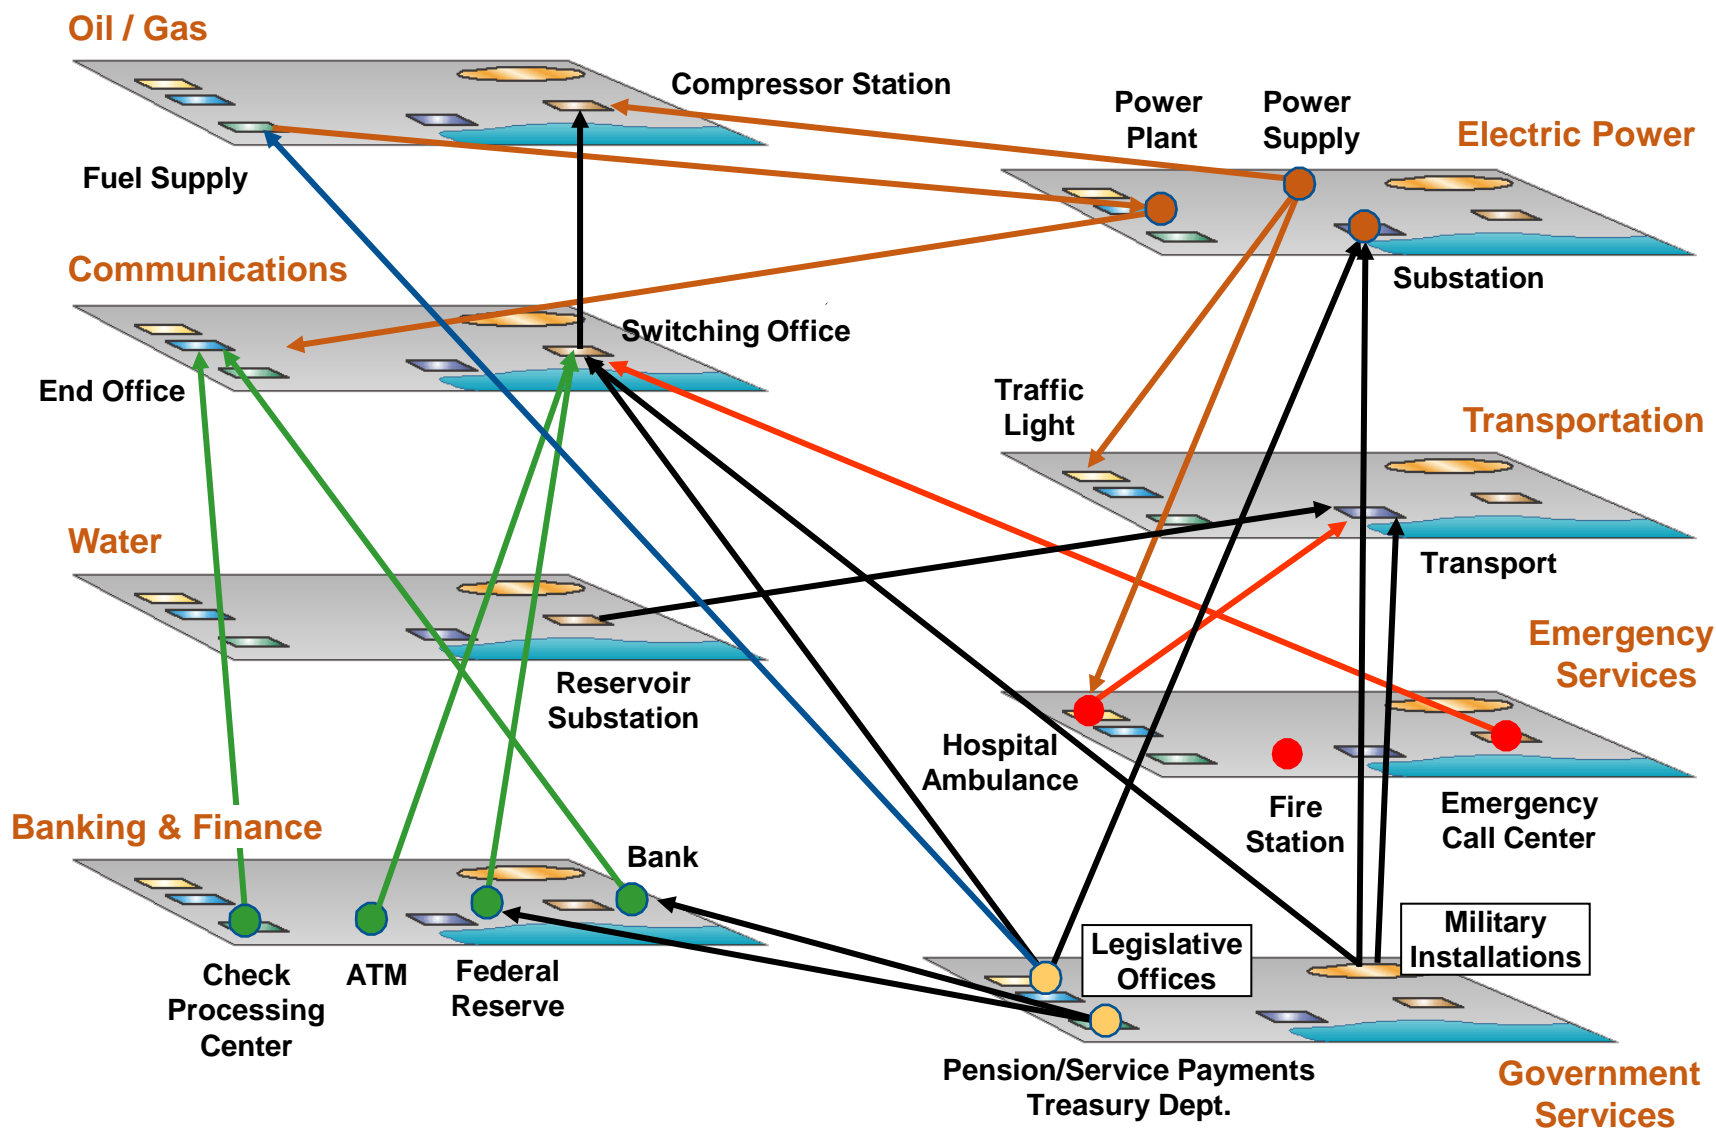 Oil / Gas
Compressor Station
Power
Plant
Power
Supply
Electric Power
Fuel Supply
Communications
Substation
Switching Office
End Office
Traffic
Light
Transportation
Water
Transport
Emergency
Services
Reservoir
Substation
Hospital
Ambulance
Fire
Station
Emergency
Call Center
Banking & Finance
Bank
Legislative
Offices
Military
Installations
Check
Processing
Center
ATM
Federal
Reserve
Pension/Service Payments
Treasury Dept.
Government
Services